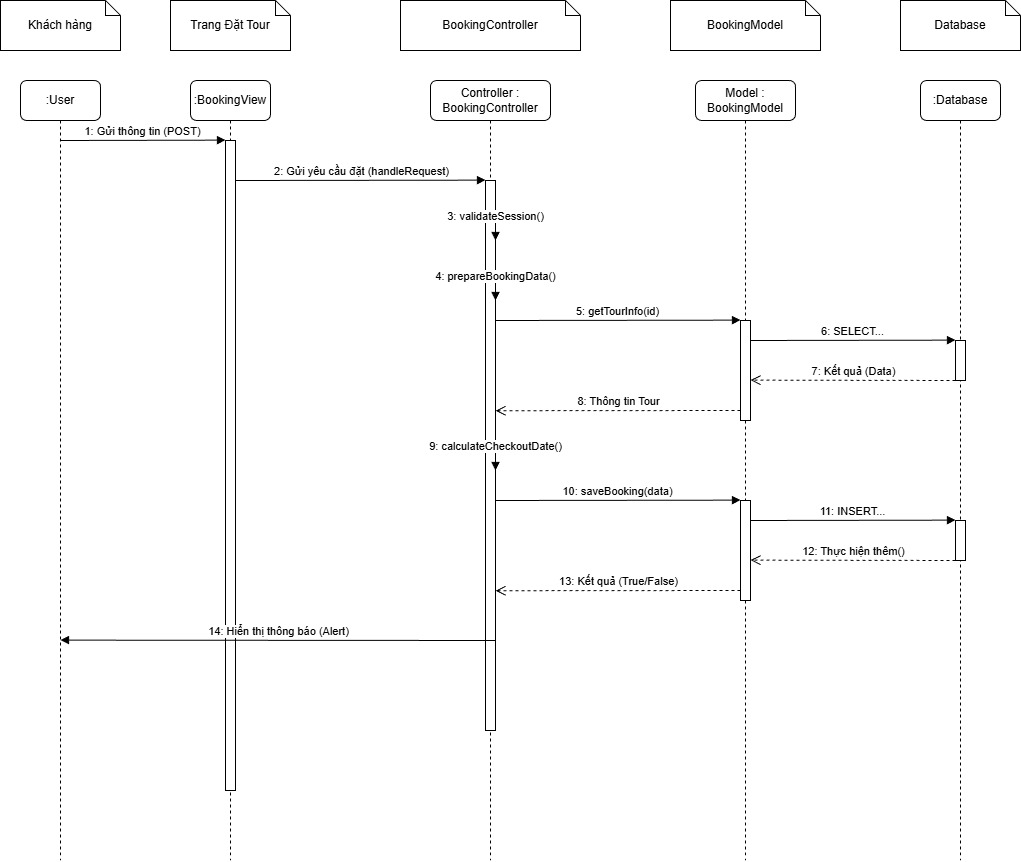 Khách hàng
Trang Đặt Tour
BookingController
BookingModel
Database
:User
:BookingView
Controller :
BookingController
Model :
BookingModel
:Database
1: Gửi thông tin (POST)
2: Gửi yêu cầu đặt (handleRequest)
3: validateSession()
4: prepareBookingData()
5: getTourInfo(id)
6: SELECT...
7: Kết quả (Data)
8: Thông tin Tour
9: calculateCheckoutDate()
10: saveBooking(data)
11: INSERT...
12: Thực hiện thêm()
13: Kết quả (True/False)
14: Hiển thị thông báo (Alert)